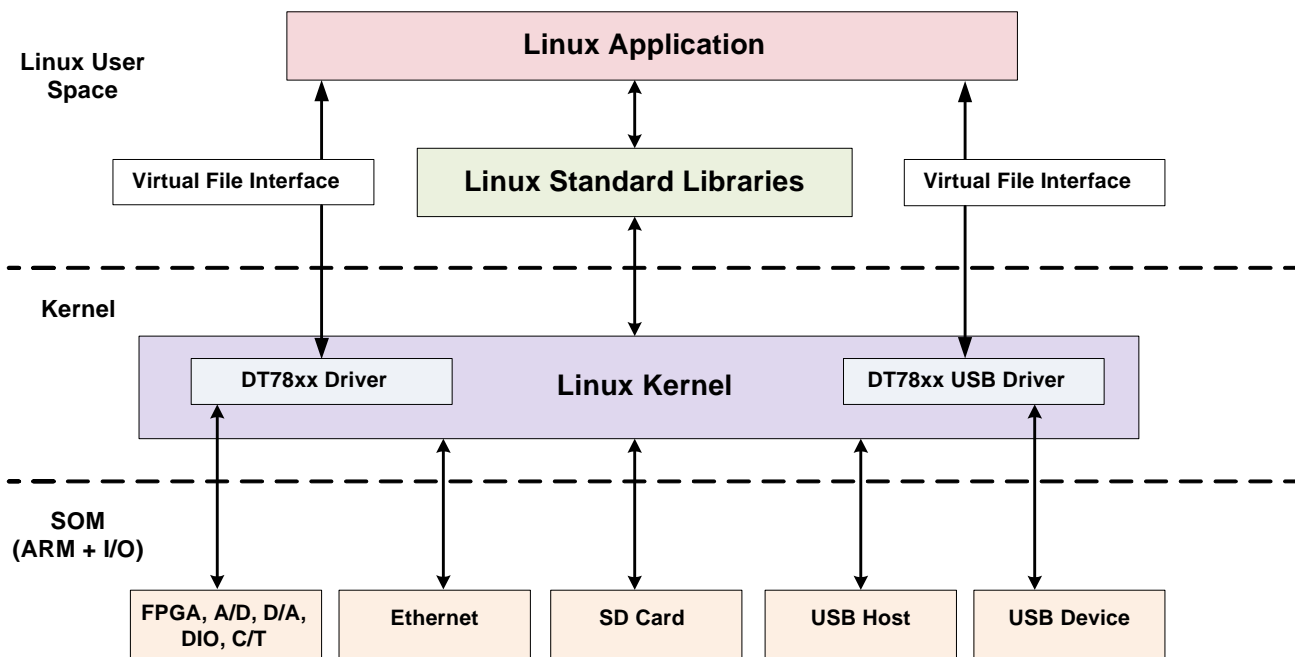 Linux Application
Linux User
Space
Virtual File Interface
Linux Standard Libraries
Virtual File Interface
Kernel
DT78xx Driver
Linux Kernel
DT78xx USB Driver
SOM
(ARM + I/O)
FPGA, A/D, D/A,
DIO, C/T
Ethernet
SD Card
USB Host
USB Device